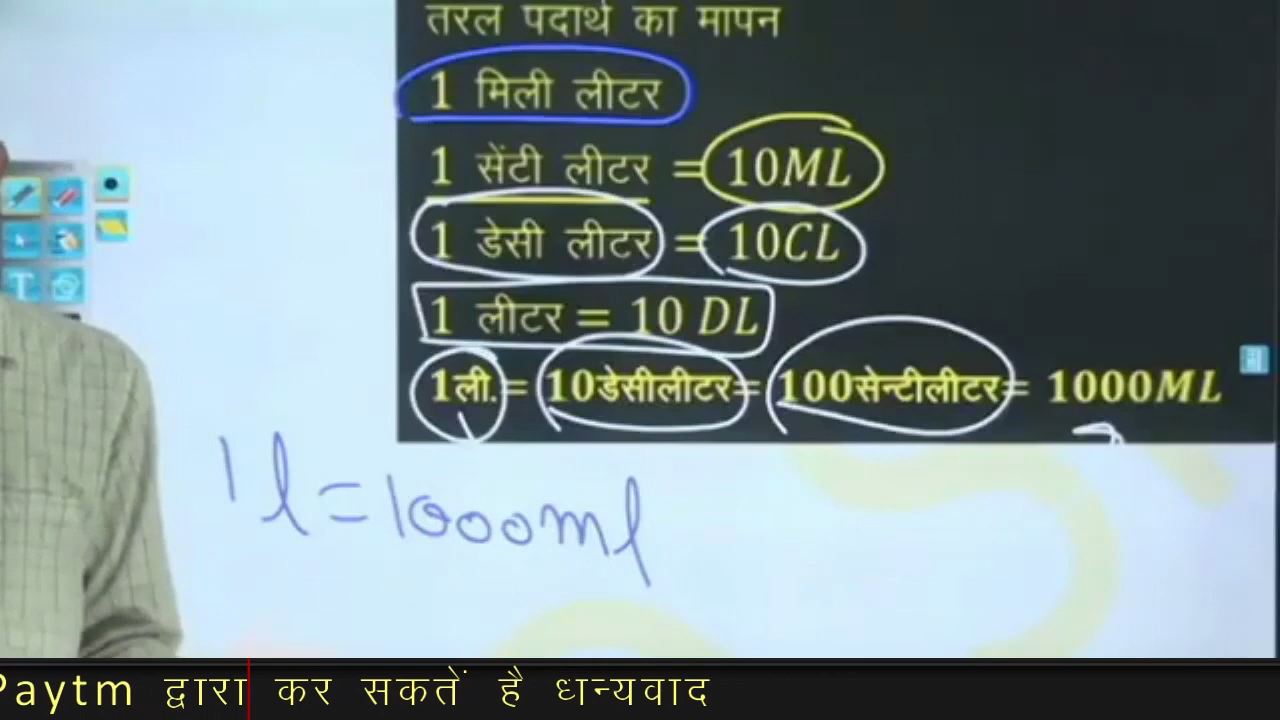 तरल पदार्थ का मापन
1 मिली लीटर
1 सेंटी लीटर = 10ML
1 डेसी लीटर = 10CL
1 लीटर = 10 DL
1ली. = 10डेसीलीटर = 100सेन्टीलीटर = 1000ML
1 l = 1000ml
Paytm द्वारा कर सकतें है धन्यवाद